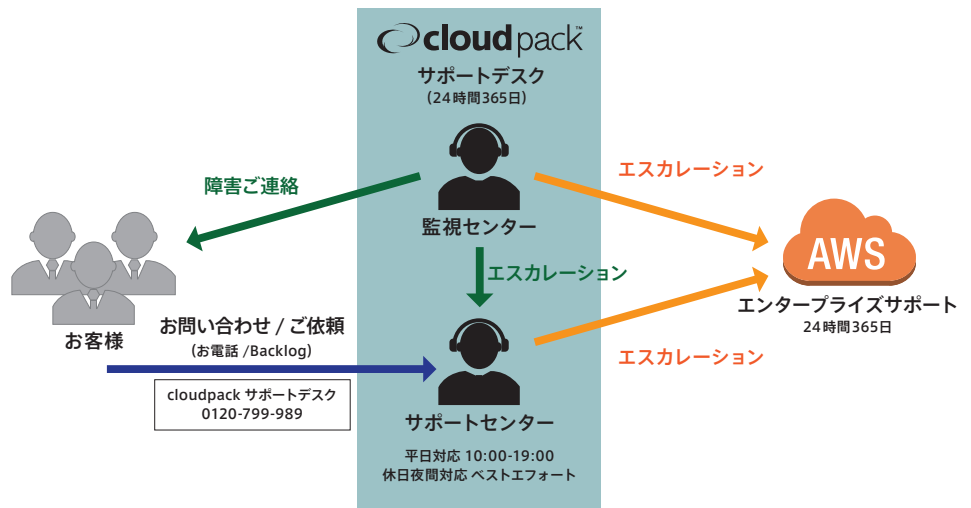 cloudpack™
サポートデスク
（24時間365日）
障害ご連絡
エスカレーション
監視センター
AWS
エスカレーション
エンタープライズサポート
24時間365日
お客様
お問い合わせ / ご依頼
（お電話 /Backlog)
エスカレーション
cloudpack サポートデスク
0120-799-989
サポートセンター
平日対応 10:00-19:00
休日夜間対応 ベストエフォート